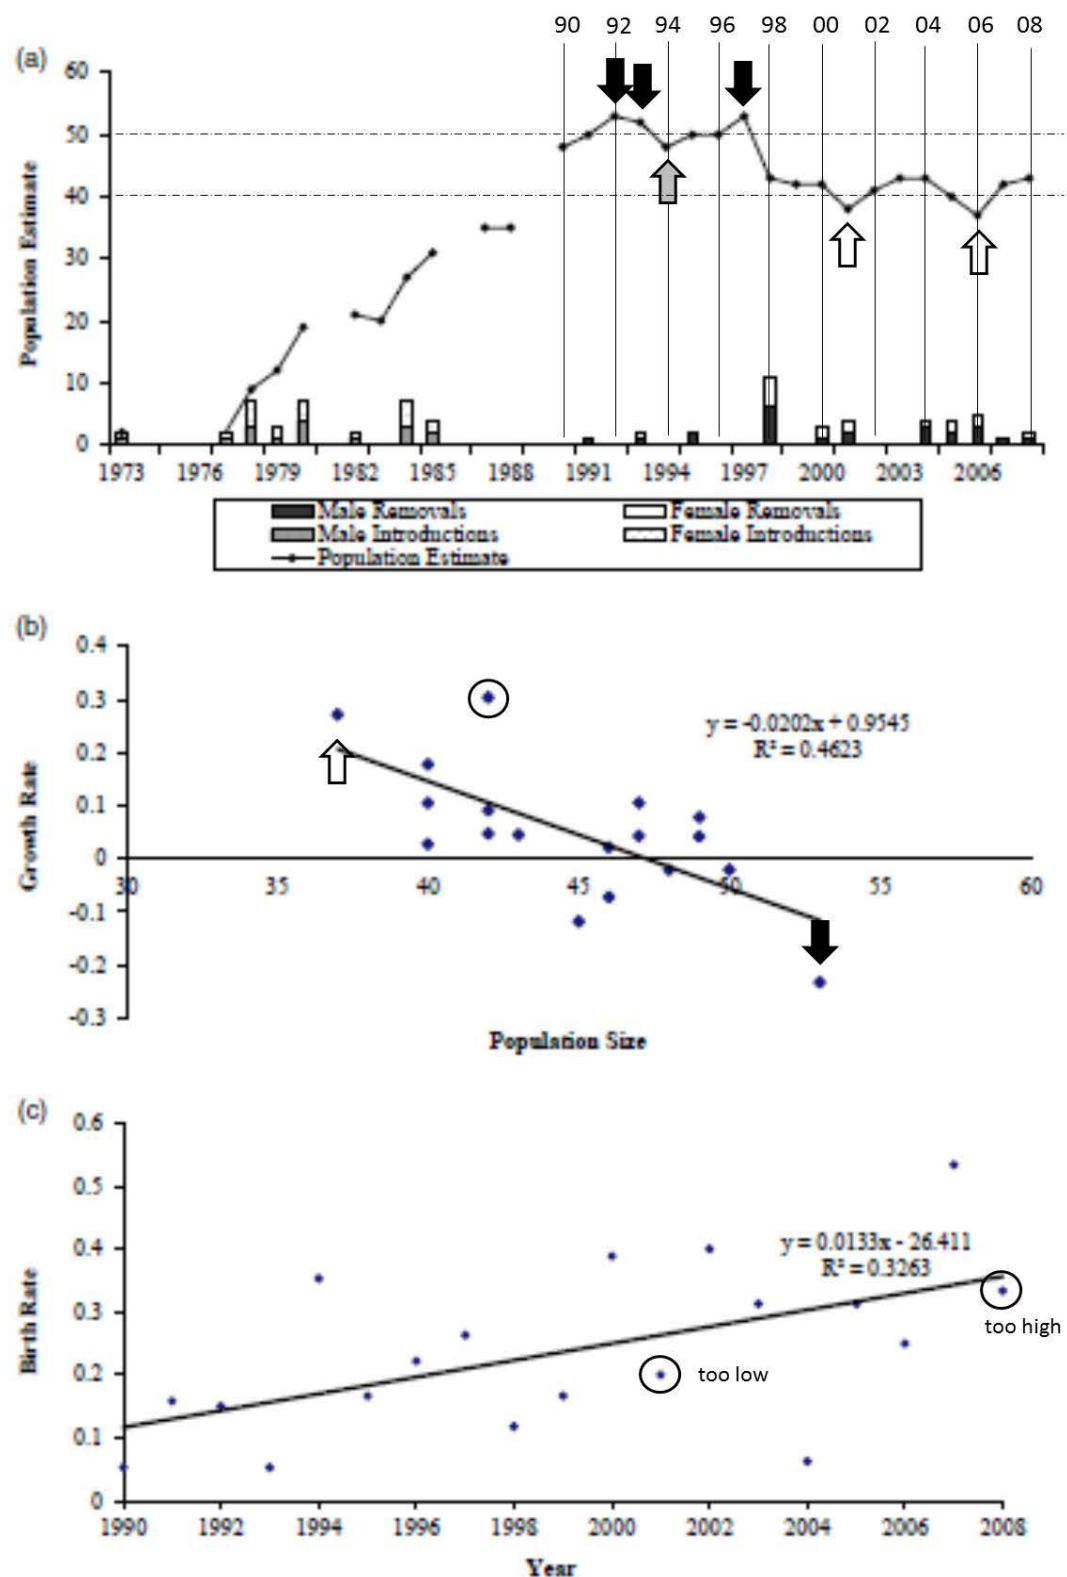 90 92 94 96 98 00 02 04 06 08
(a)
60
50
40
30
20
10
0
Population Estimate
1973 1976 1979 1982 1985 1988 1991 1994 1997 2000 2003 2006
Male Removals Female Removals
Male Introductions Female Introductions
Population Estimate
(b)
0.4
0.3
0.2
0.1
0
-0.1
-0.2
-0.3
Growth Rate
y = -0.0202x + 0.9545
R² = 0.4623
30 35 40 45 50 55 60
Population Size
(c)
0.6
0.5
0.4
0.3
0.2
0.1
0
Birth Rate
y = 0.0133x - 26.411
R² = 0.3263
too high
too low
1990 1992 1994 1996 1998 2000 2002 2004 2006 2008
Year